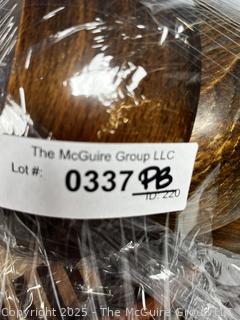 The McGuire Group LLC
Lot #: 0337 PB
ID: 220
Copyright © 2025 - The McGuire Group LLC